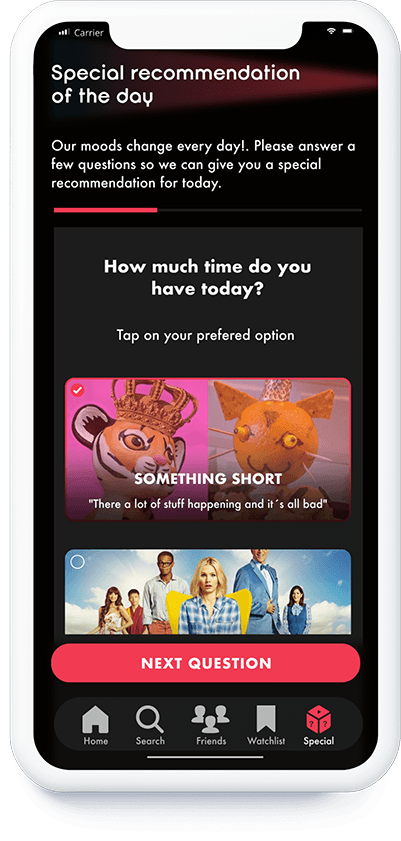 Carrier
Special recommendation
of the day
Our moods change every day!. Please answer a
few questions so we can give you a special
recommendation for today.
How much time do you
have today?
Tap on your prefered option
SOMETHING SHORT
"There a lot of stuff happening and it´s all bad"
NEXT QUESTION
Home Search Friends Watchlist Special